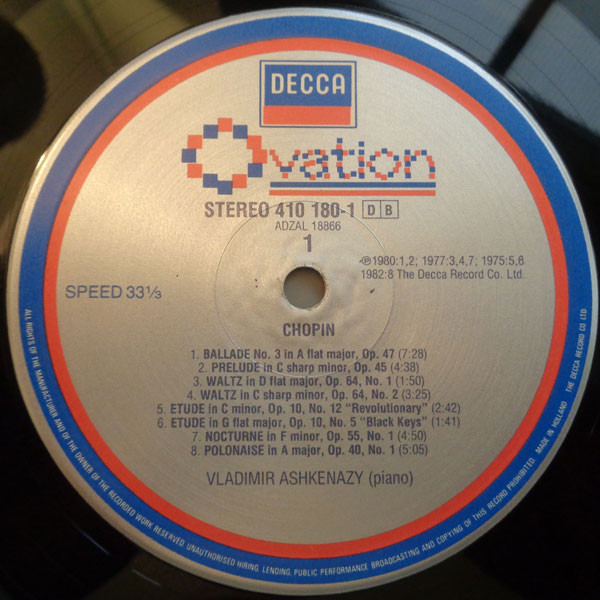 DECCA
Ovation
STEREO 410 180-1 DB
ADZAL 18866
1
℗1980:1,2; 1977:3,4,7; 1975:5,6
1982:8 The Decca Record Co. Ltd.
SPEED 33⅓
CHOPIN
1. BALLADE No. 3 in A flat major, Op. 47 (7:28)
2. PRELUDE in C sharp minor, Op. 45 (4:38)
3. WALTZ in D flat major, Op. 64, No. 1 (1:50)
4. WALTZ in C sharp minor, Op. 64, No. 2 (3:25)
5. ETUDE in C minor, Op. 10, No. 12 "Revolutionary" (2:42)
6. ETUDE in G flat major, Op. 10, No. 5 "Black Keys" (1:41)
7. NOCTURNE in F minor, Op. 55, No. 1 (4:50)
8. POLONAISE in A major, Op. 40, No. 1 (5:05)
VLADIMIR ASHKENAZY (piano)
ALL RIGHTS OF THE MANUFACTURER AND OF THE OWNER OF THE RECORDED WORK RESERVED. UNAUTHORISED HIRING, LENDING, PUBLIC PERFORMANCE BROADCASTING AND COPYING OF THIS RECORD PROHIBITED. MADE IN HOLLAND. THE DECCA RECORD CO LTD.